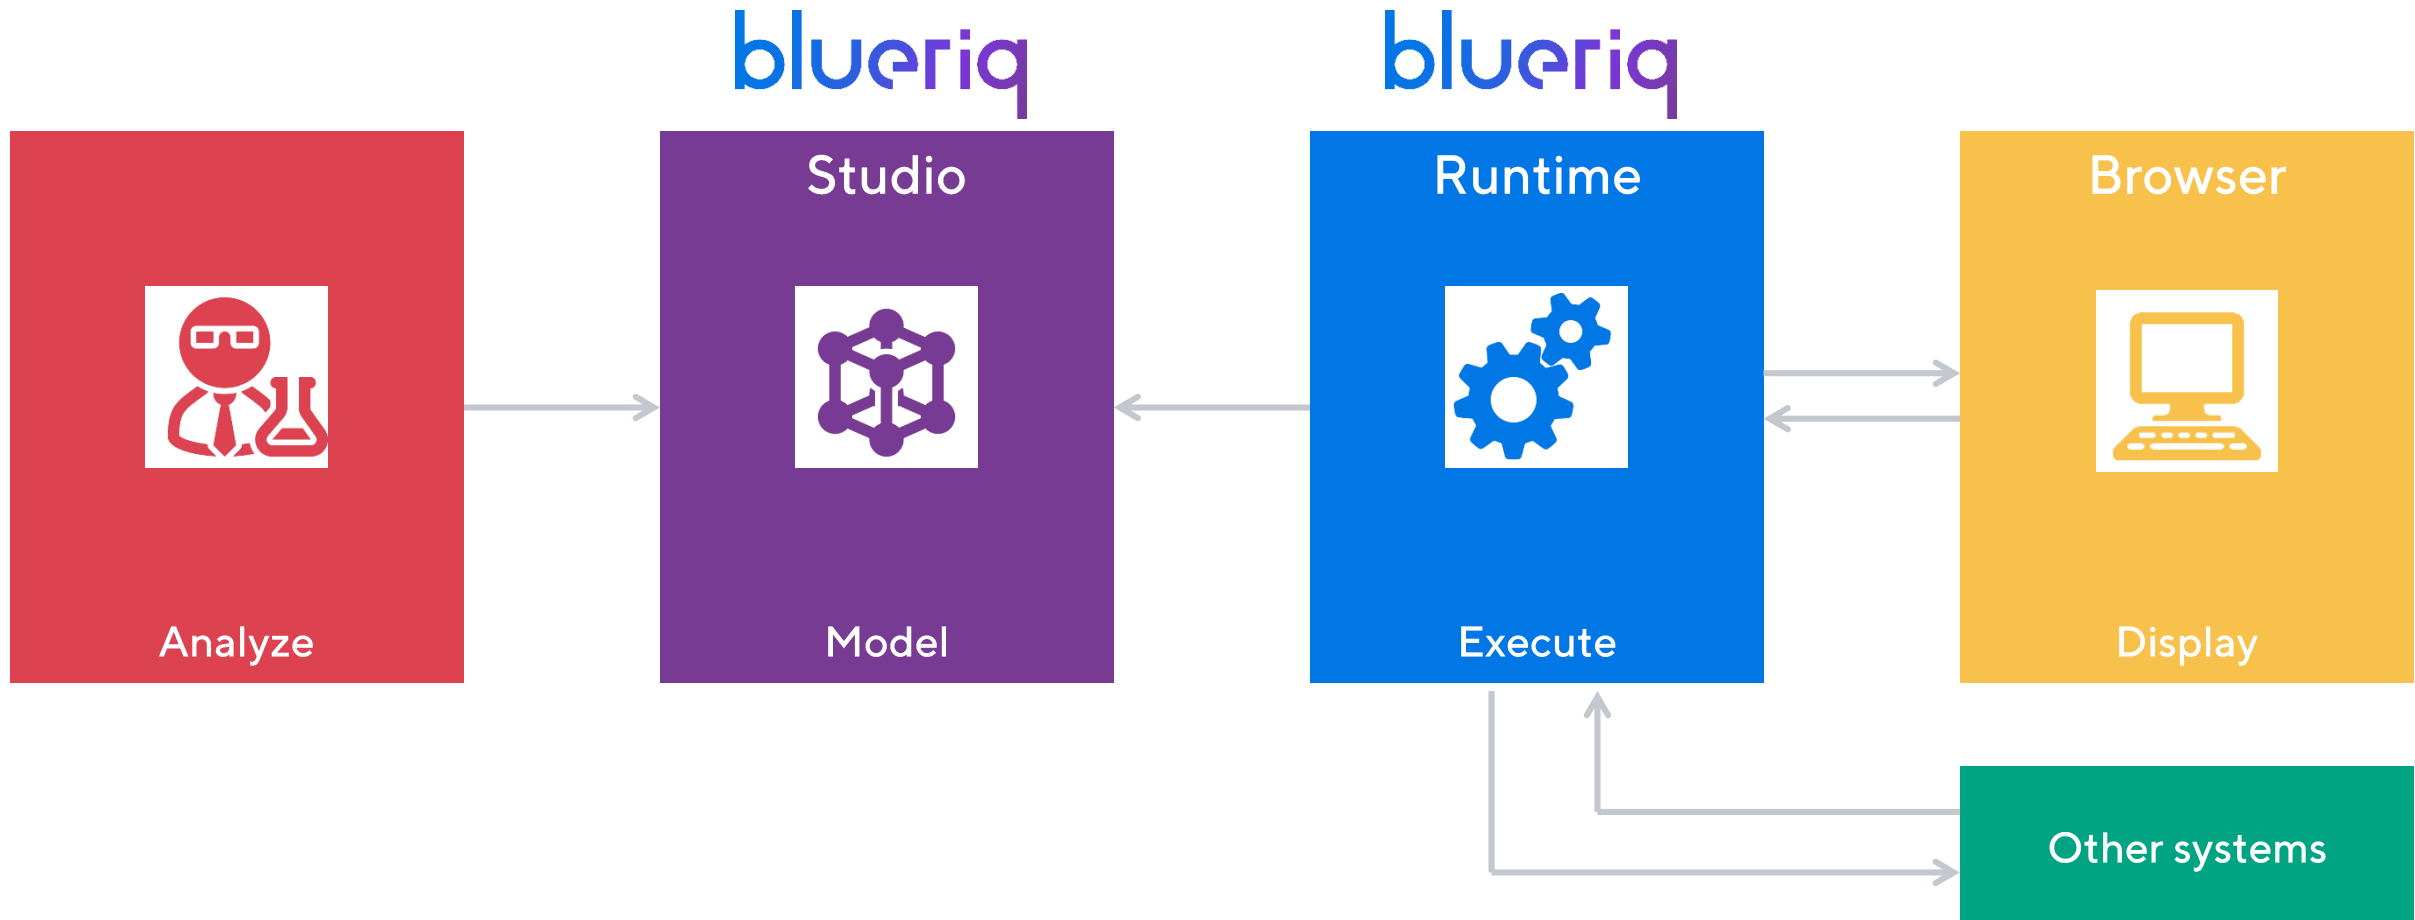 blueriq
blueriq
Studio
Runtime
Browser
Analyze
Model
Execute
Display
Other systems